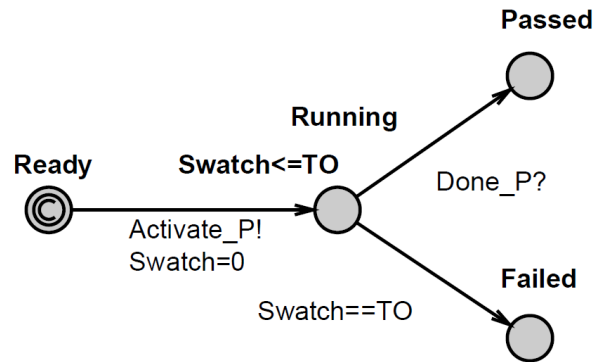 Passed
Running
Ready
Swatch<=TO
C
Done_P?
Activate_P!
Swatch=0
Failed
Swatch==TO